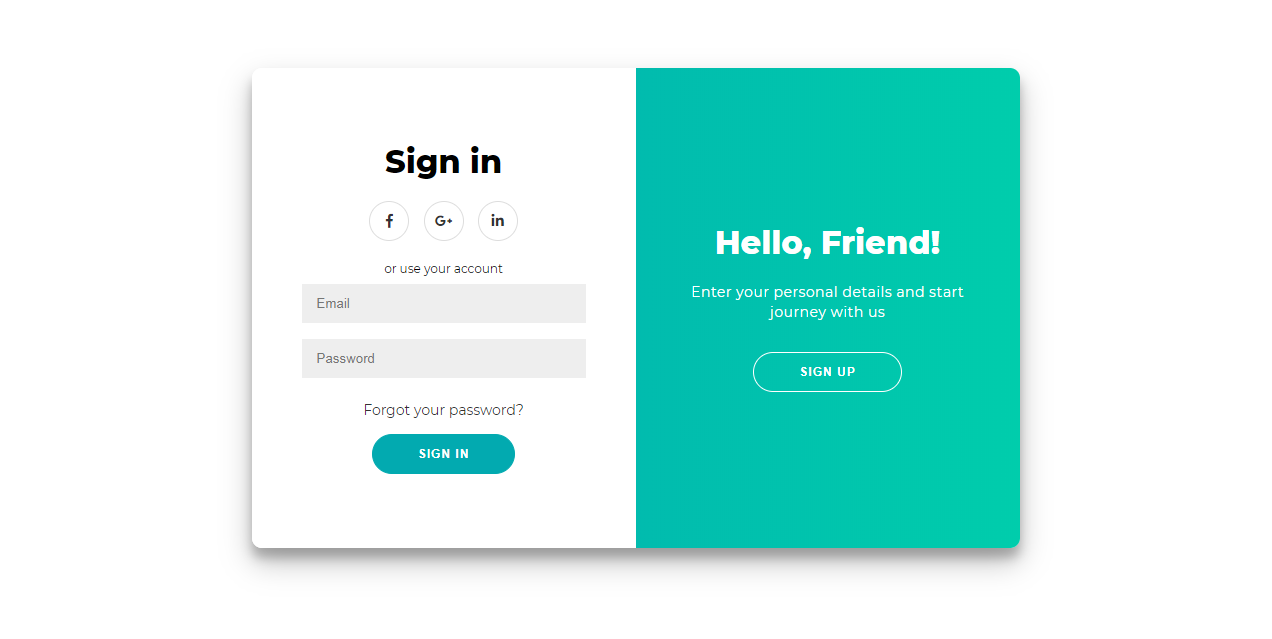 Sign in
or use your account
Email
Password
Forgot your password?
SIGN IN
Hello, Friend!
Enter your personal details and start
journey with us
SIGN UP